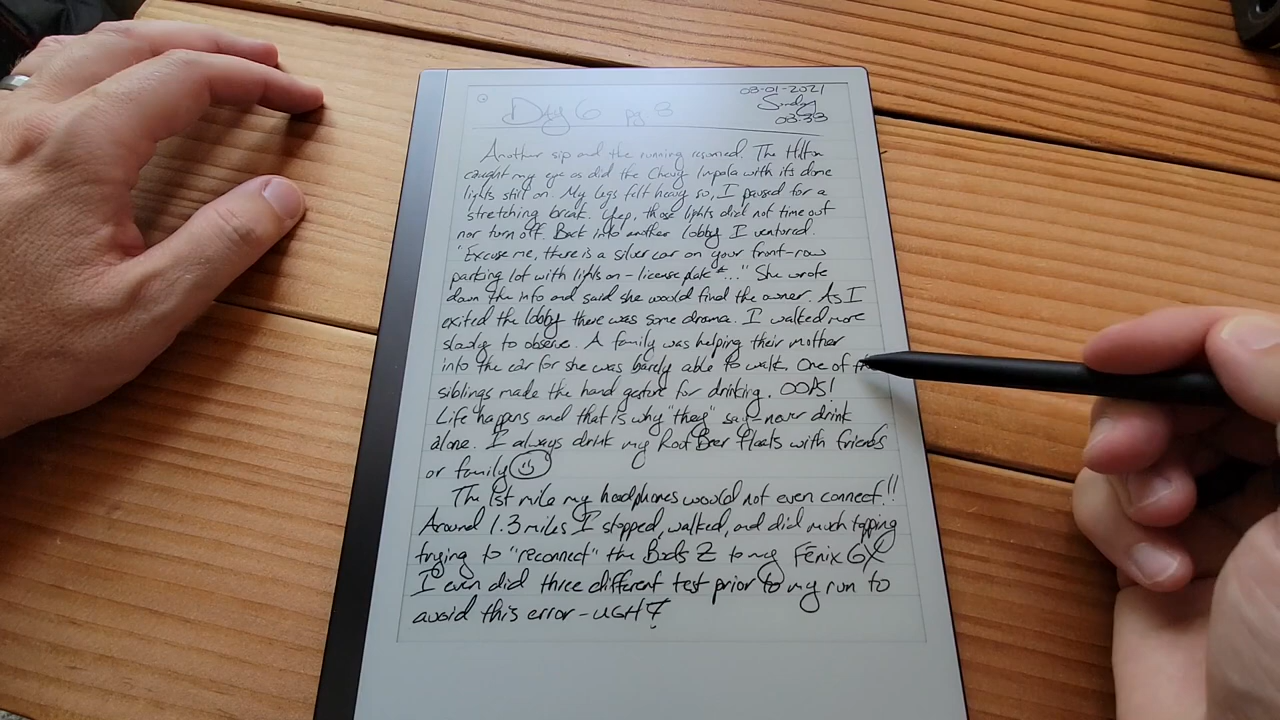 Day 6 pg 8
08-01-2021
Sunday
08:33
Another sip and the running resumed. The Hilton
caught my eye as did the Chevy Impala with its dome
lights still on. My legs felt heavy so, I paused for a
stretching break. Yep, those lights did not time out
nor turn off. Back into another lobby I ventured.
"Excuse me, there is a silver car on your front-row
parking lot with lights on - license plate #..." She wrote
down the info and said she would find the owner. As I
exited the lobby there was some drama. I walked more
slowly to observe. A family was helping their mother
into the car for she was barely able to walk. One of the
siblings made the hand gesture for drinking. OOPS!
Life happens and that is why "they" say - never drink
alone. I always drink my Root Beer floats with friends
or family
The 1st mile my headphones would not even connect!!
Around 1.3 miles I stopped, walked, and did much tapping
trying to "reconnect" the Buds Z to my Fenix 6X
I even did three different test prior to my run to
avoid this error - UGH!